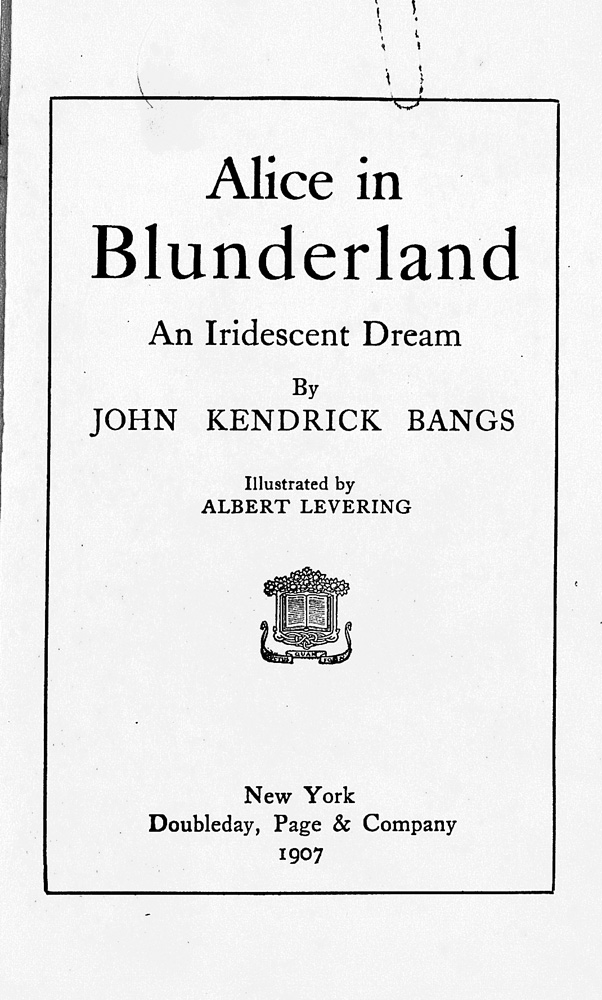 Alice in
Blunderland
An Iridescent Dream
By
JOHN KENDRICK BANGS
Illustrated by
ALBERT LEVERING
QUAM
New York
Doubleday, Page & Company
1907